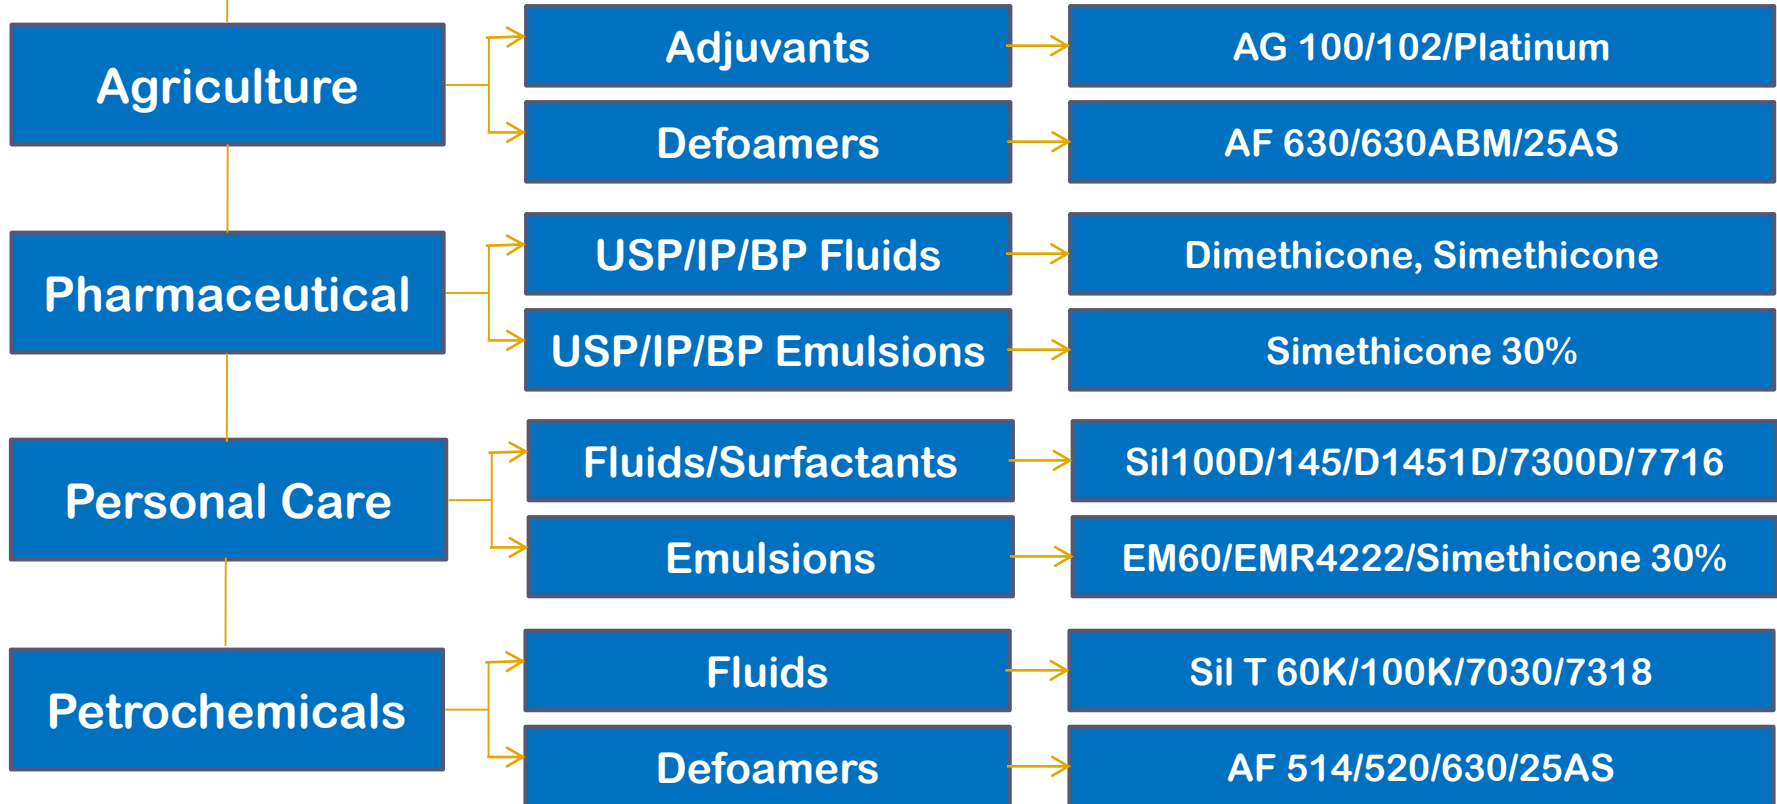 Agriculture
Adjuvants
AG 100/102/Platinum
Defoamers
AF 630/630ABM/25AS
Pharmaceutical
USP/IP/BP Fluids
Dimethicone, Simethicone
USP/IP/BP Emulsions
Simethicone 30%
Personal Care
Fluids/Surfactants
Sil100D/145/D1451D/7300D/7716
Emulsions
EM60/EMR4222/Simethicone 30%
Petrochemicals
Fluids
Sil T 60K/100K/7030/7318
Defoamers
AF 514/520/630/25AS